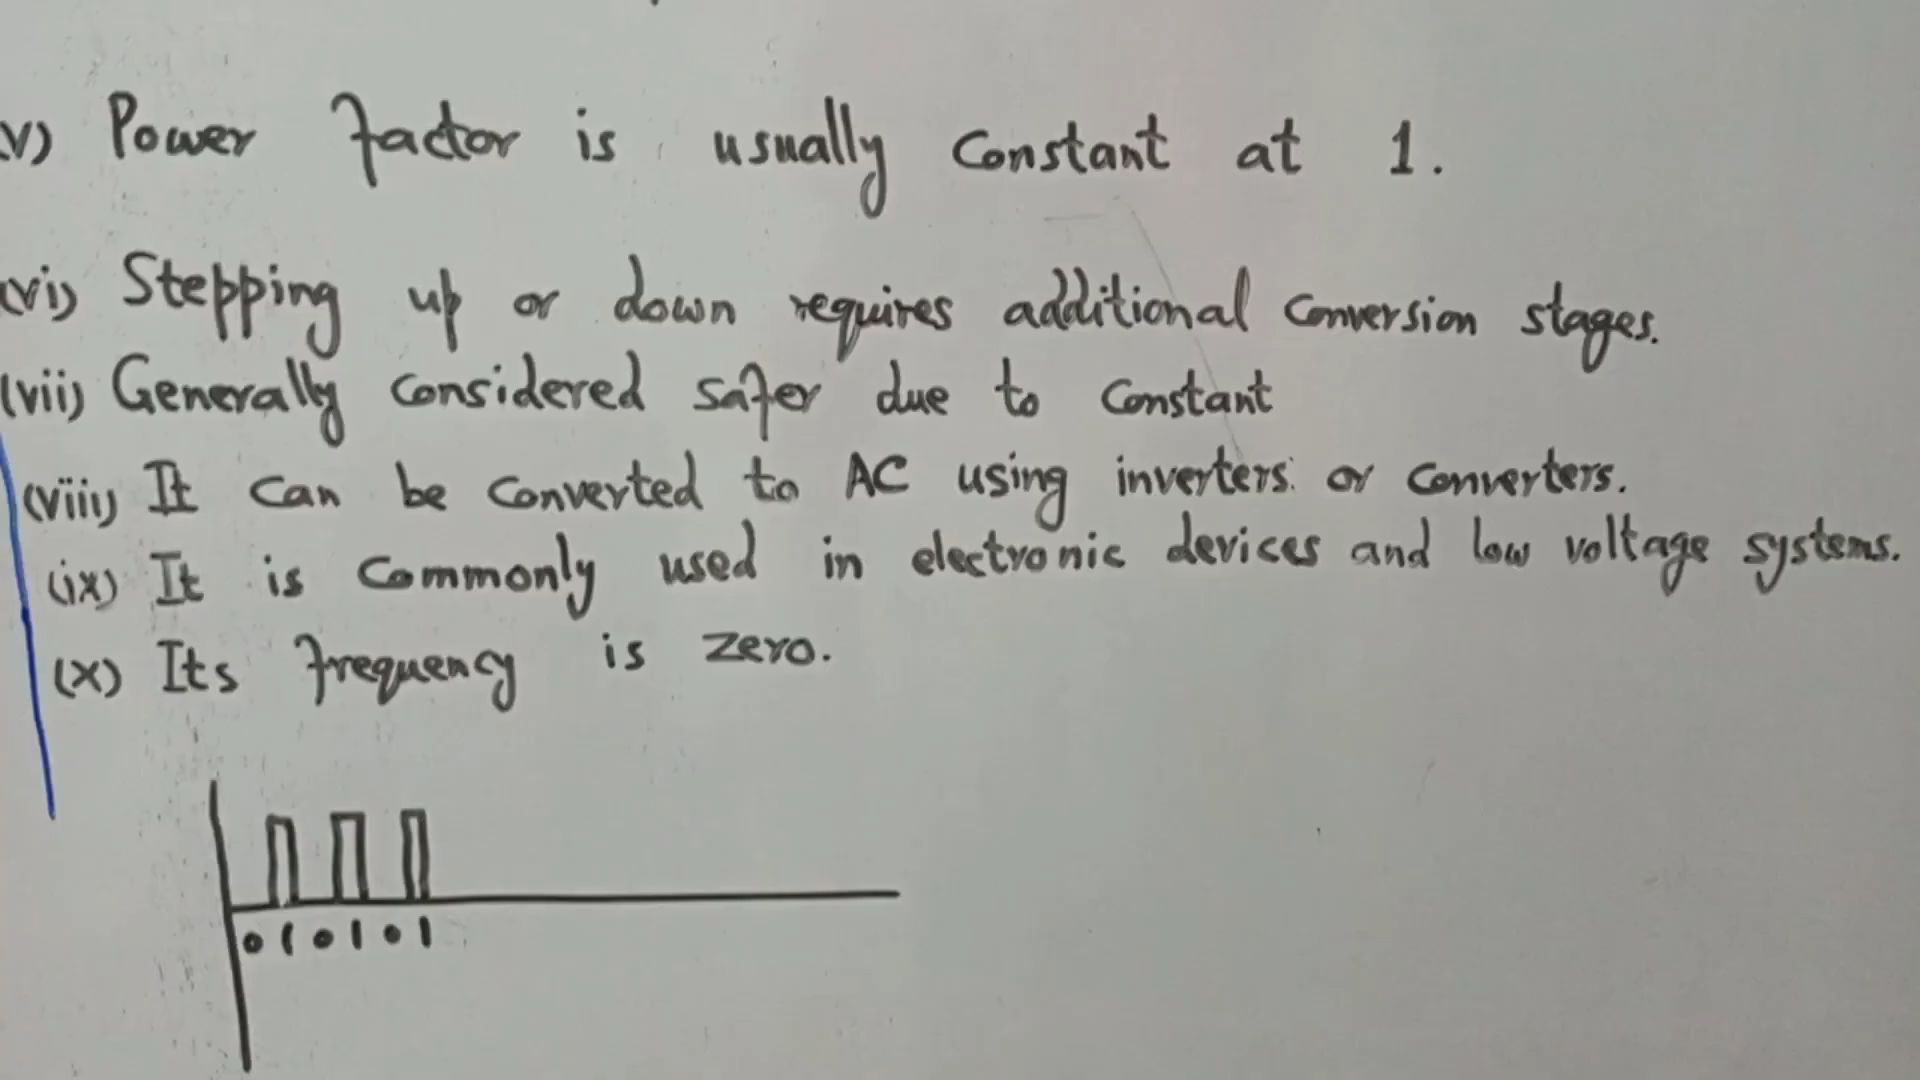 (v) Power factor is usually constant at 1.
(vi) Stepping up or down requires additional conversion stages.
(vii) Generally considered safer due to constant
(viii) It can be converted to AC using inverters or converters.
(ix) It is commonly used in electronic devices and low voltage systems.
(x) Its frequency is zero.
0 1 0 1 0 1